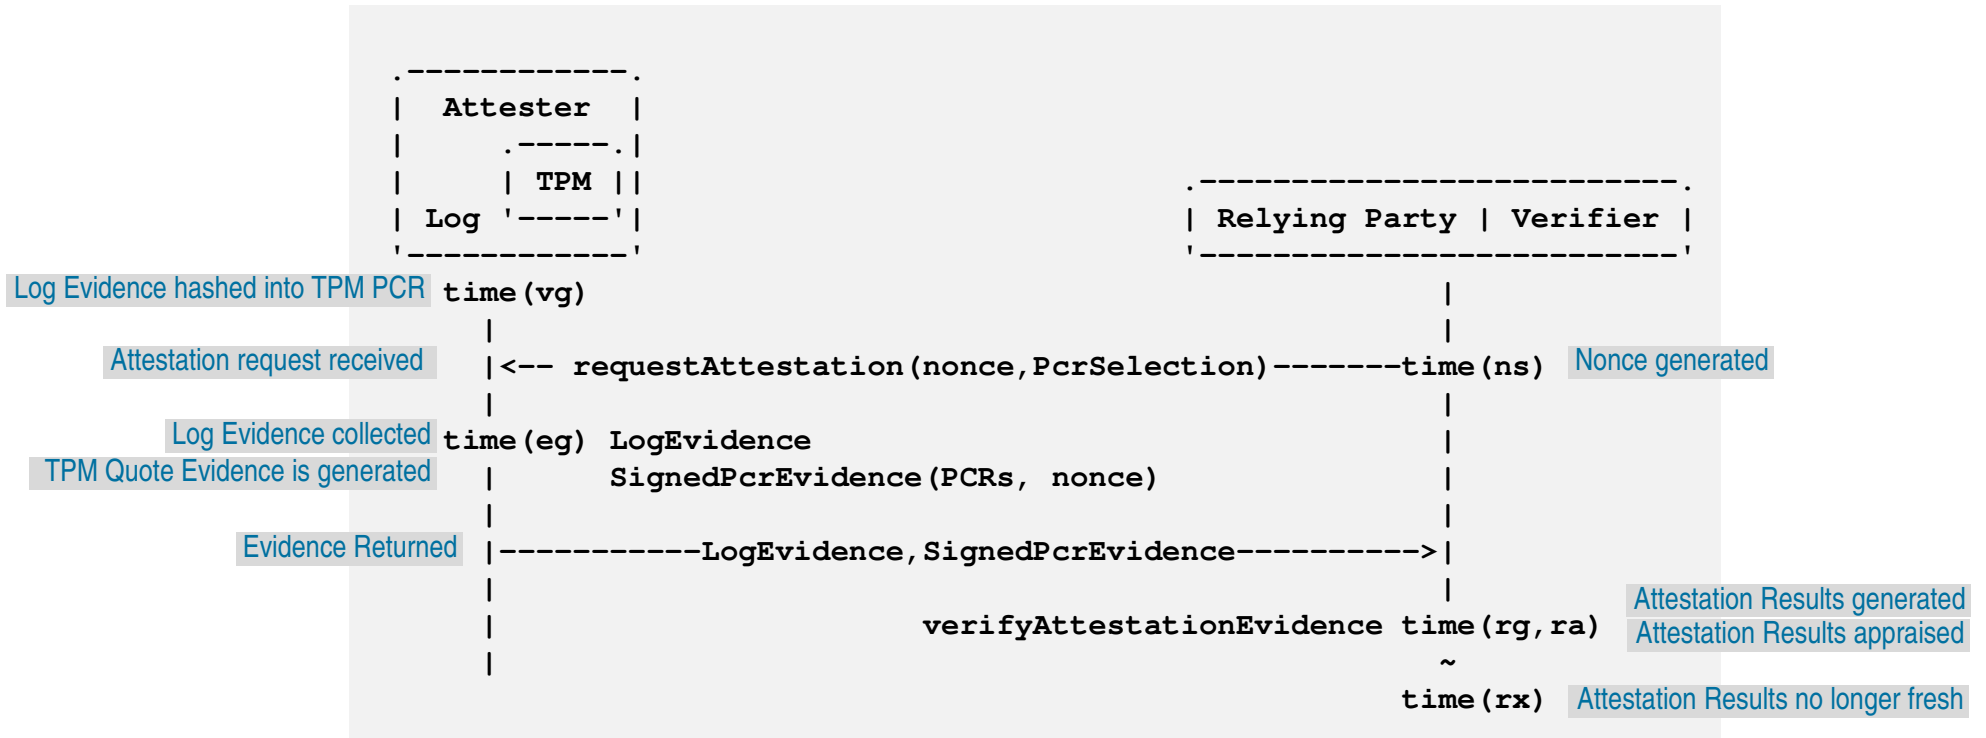 .------------.
| Attester |
| .-----.|
| | TPM ||
.--------------------------.
| Log '-----'|
| Relying Party | Verifier |
'------------'
'--------------------------'
Log Evidence hashed into TPM PCR time(vg) |
| |
Attestation request received |<-- requestAttestation(nonce,PcrSelection)-------time(ns) Nonce generated
| |
Log Evidence collected time(eg) LogEvidence |
TPM Quote Evidence is generated | SignedPcrEvidence(PCRs, nonce) |
| |
Evidence Returned |-----------LogEvidence,SignedPcrEvidence---------->|
| |
Attestation Results generated
| verifyAttestationEvidence time(rg,ra) Attestation Results appraised
| ~
time(rx) Attestation Results no longer fresh